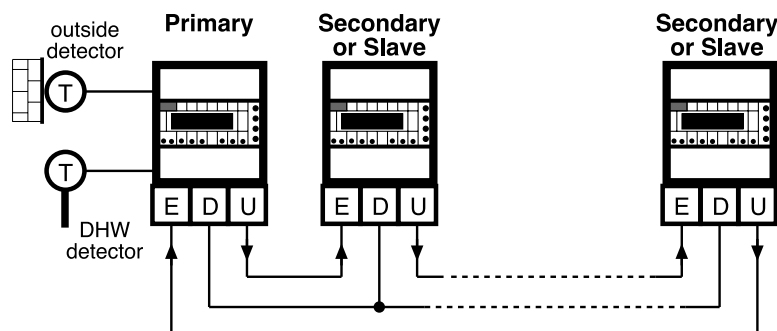 outside
detector
Primary
Secondary
or Slave
Secondary
or Slave
T
T
DHW
detector
E D U
E D U
E D U